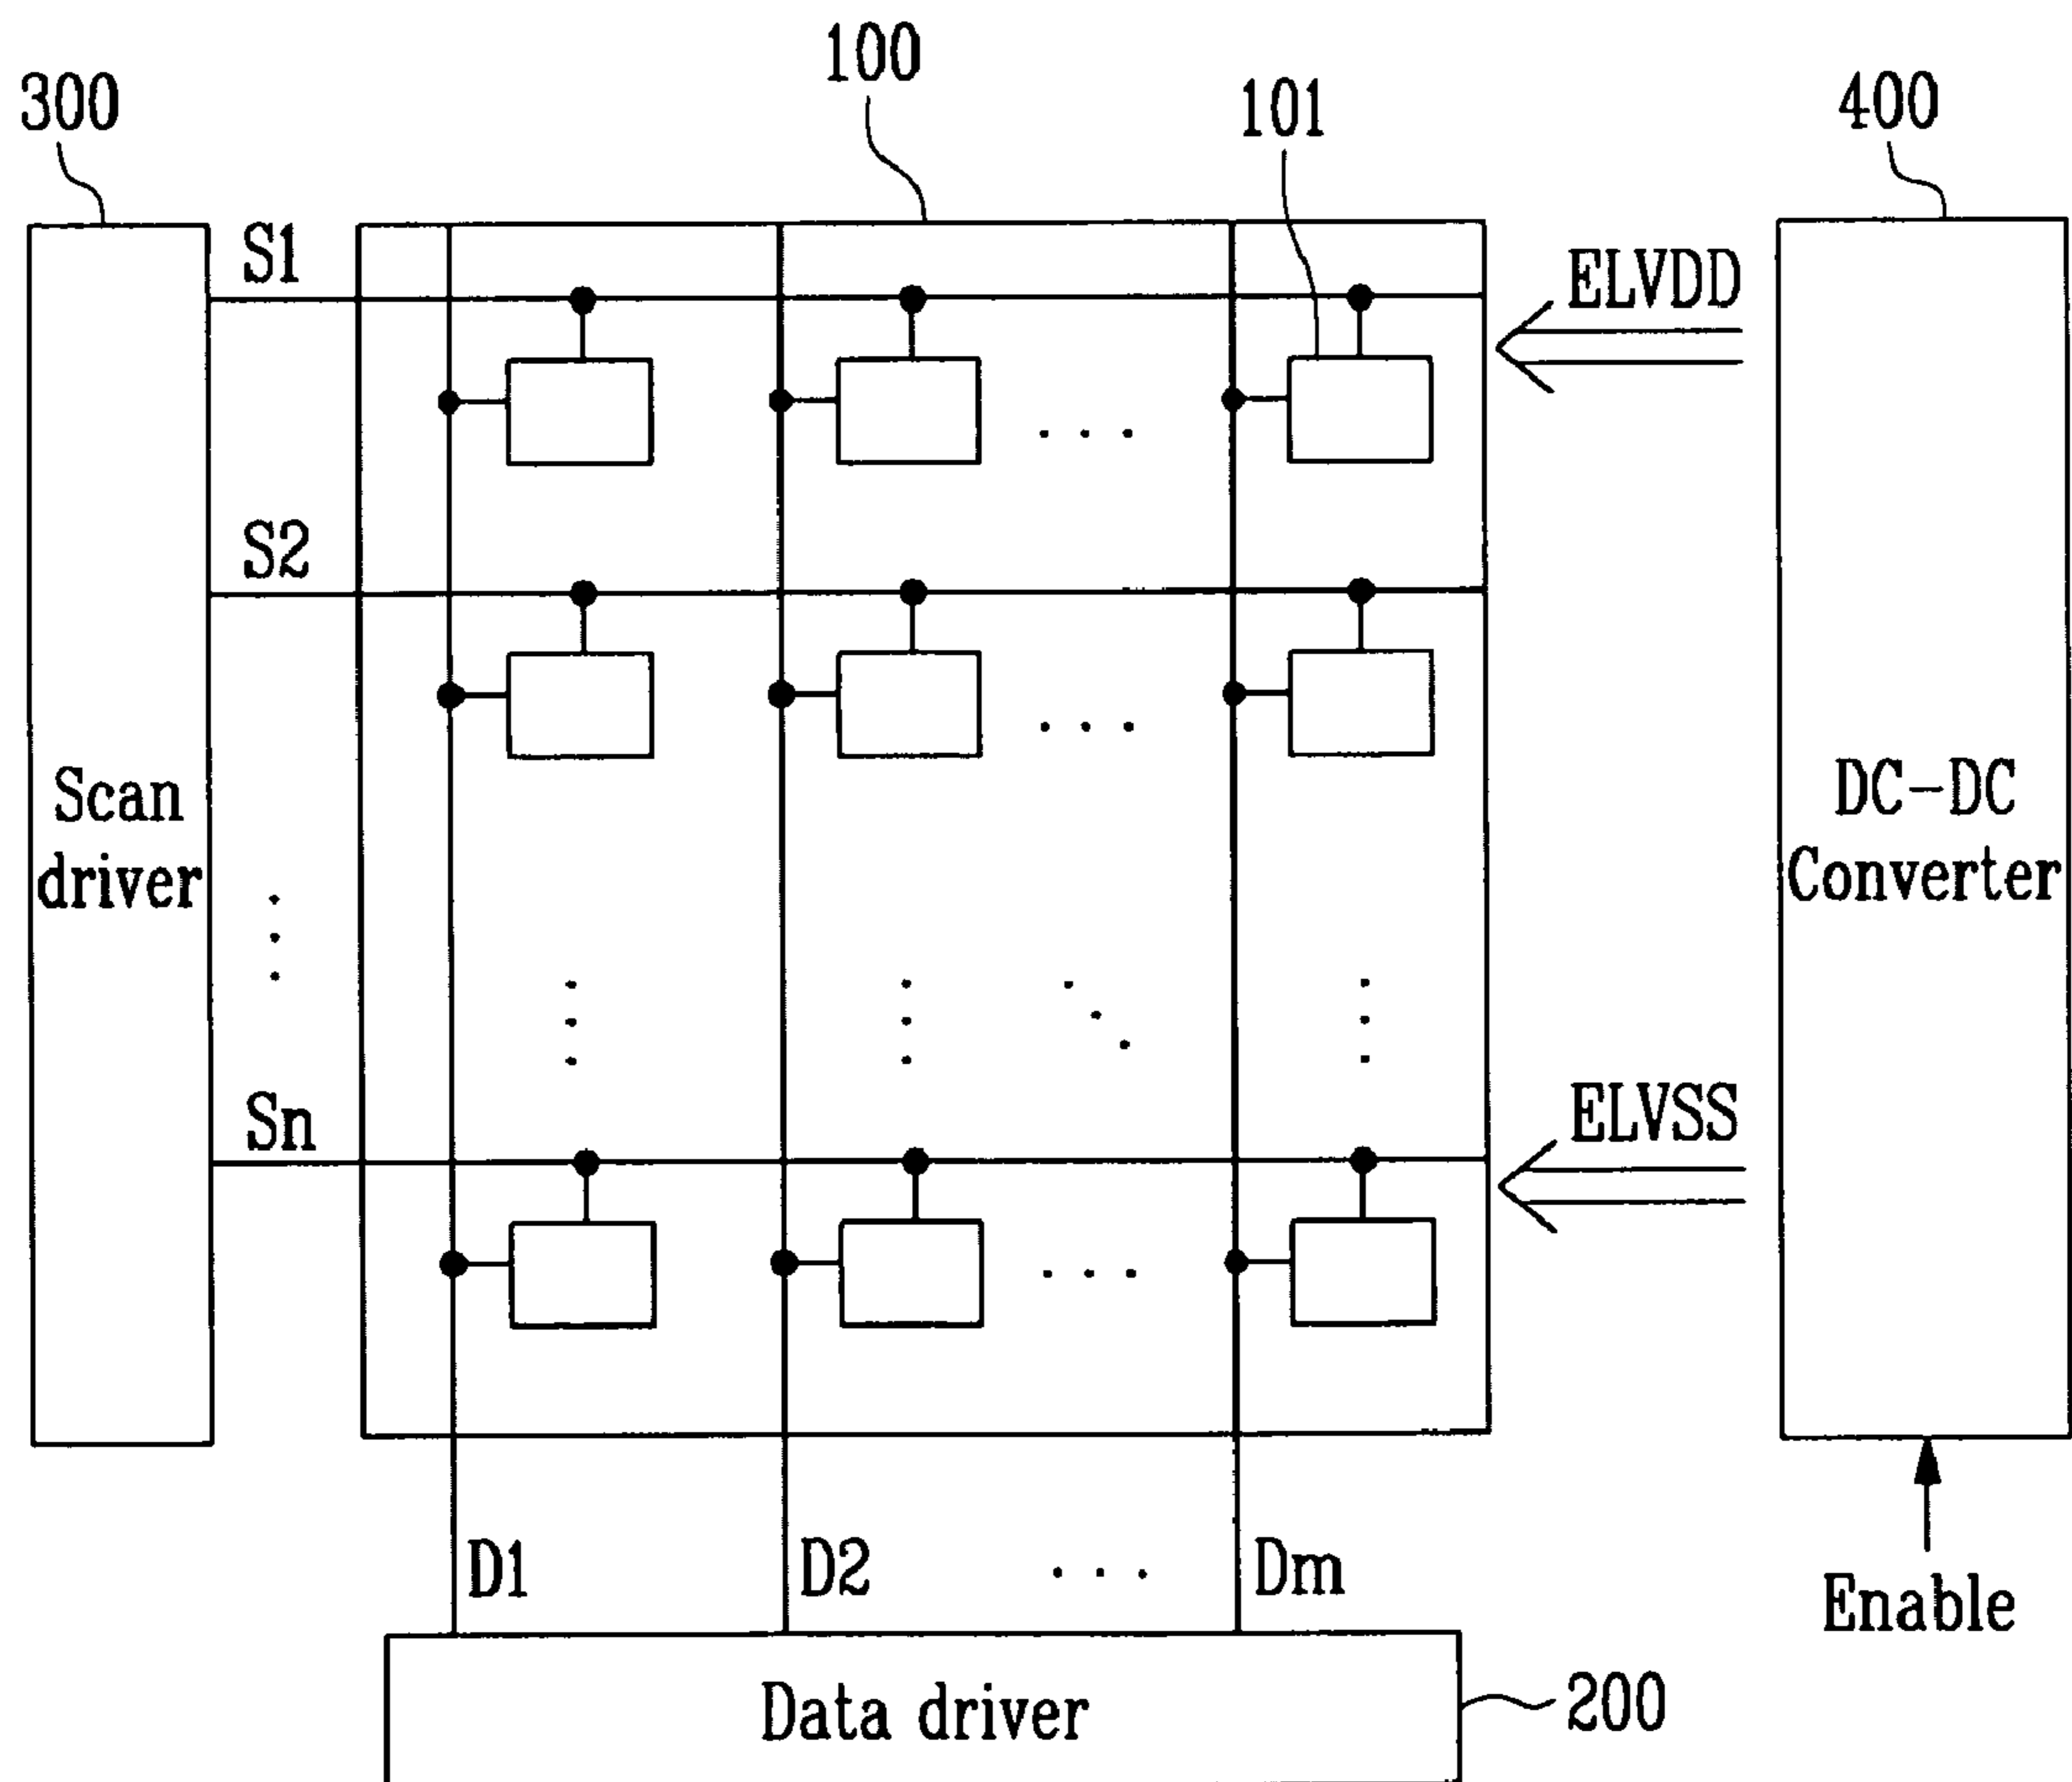 100
300
101
400
S1
ELVDD
S2
Scan
driver
DC-DC
Converter
Sn
ELVSS
D1
D2
Dm
Enable
Data driver
200